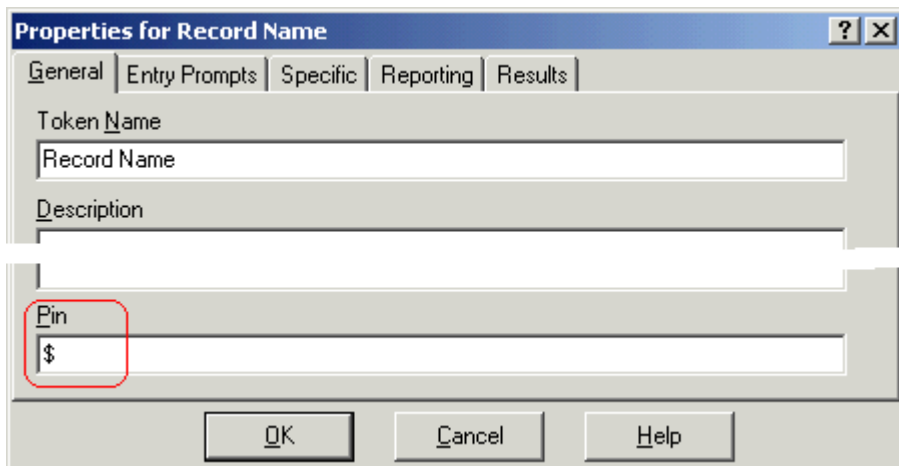 Properties for Record Name ? X
General Entry Prompts Specific Reporting Results
Token Name
Record Name
Description
Pin
$
OK Cancel Help